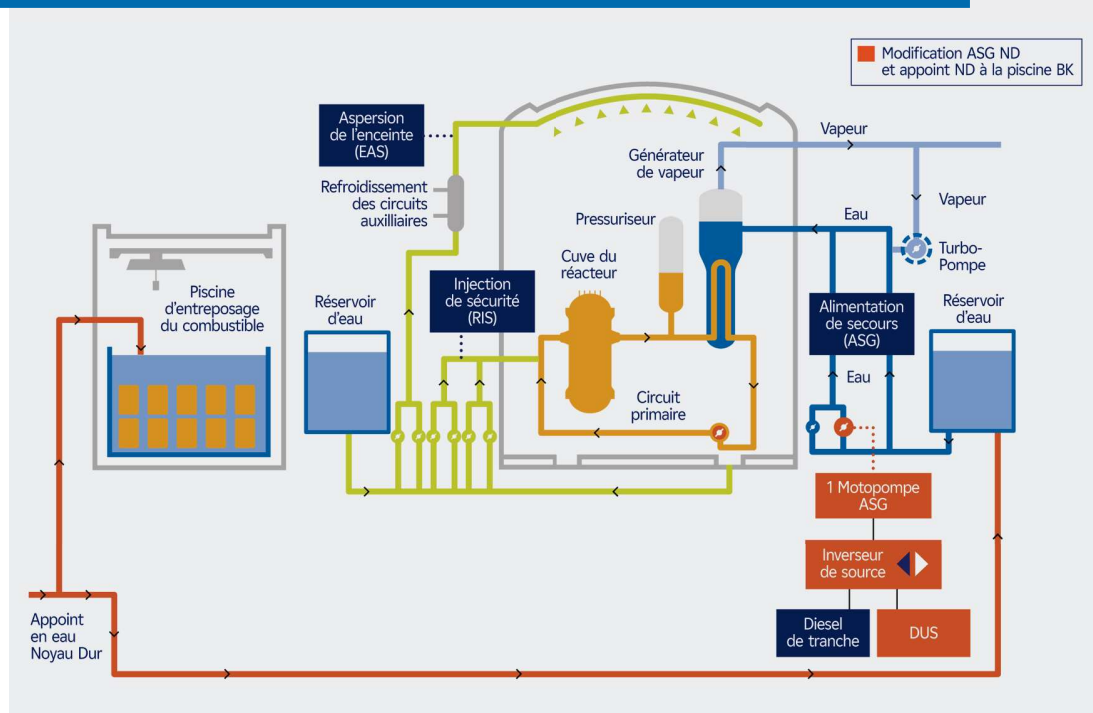 Modification ASG ND
et appoint ND à la piscine BK
Aspersion
de l'enceinte
(EAS)
Vapeur
Générateur
de vapeur
Refroidissement
des circuits
auxilliaires
Vapeur
Pressuriseur
Eau
Turbo-
Pompe
Cuve du
réacteur
Piscine
d'entreposage
du combustible
Injection
de sécurité
(RIS)
Réservoir
d'eau
Alimentation
de secours
(ASG)
Réservoir
d'eau
Eau
Circuit
primaire
1 Motopompe
ASG
Inverseur
de source
Appoint
en eau
Noyau Dur
Diesel
de tranche
DUS